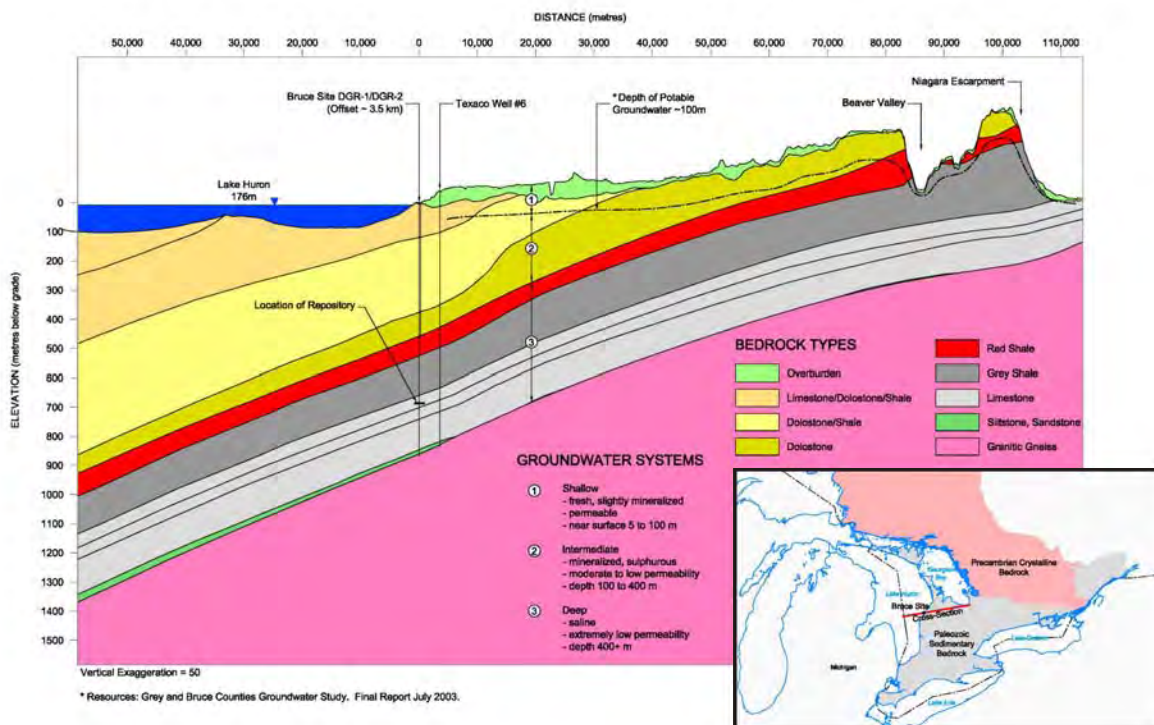 DISTANCE (metres)
50,000 40,000 30,000 20,000 10,000 0 10,000 20,000 30,000 40,000 50,000 60,000 70,000 80,000 90,000 100,000 110,000
Niagara Escarpment
Bruce Site DGR-1/DGR-2
(Offset ~ 3.5 km)
Texaco Well #6
* Depth of Potable
Groundwater ~100m
Beaver Valley
Lake Huron
176m
ELEVATION (metres below grade)
0
100
200
300
400
500
600
700
800
900
1000
1100
1200
1300
1400
1500
1
2
3
Location of Repository
BEDROCK TYPES
Overburden
Limestone/Dolostone/Shale
Dolostone/Shale
Dolostone
Red Shale
Grey Shale
Limestone
Siltstone, Sandstone
Granitic Gneiss
GROUNDWATER SYSTEMS
1 Shallow
- fresh, slightly mineralized
- permeable
- near surface 5 to 100 m
2 Intermediate
- mineralized, sulphurous
- moderate to low permeability
- depth 100 to 400 m
3 Deep
- saline
- extremely low permeability
- depth 400+ m
Precambrian Crystalline
Bedrock
Georgian
Bay
Lake Huron
Bruce Site
Cross-Section
Paleozoic
Sedimentary
Bedrock
Lake Ontario
Michigan
Lake Erie
Vertical Exaggeration = 50
* Resources: Grey and Bruce Counties Groundwater Study. Final Report July 2003.